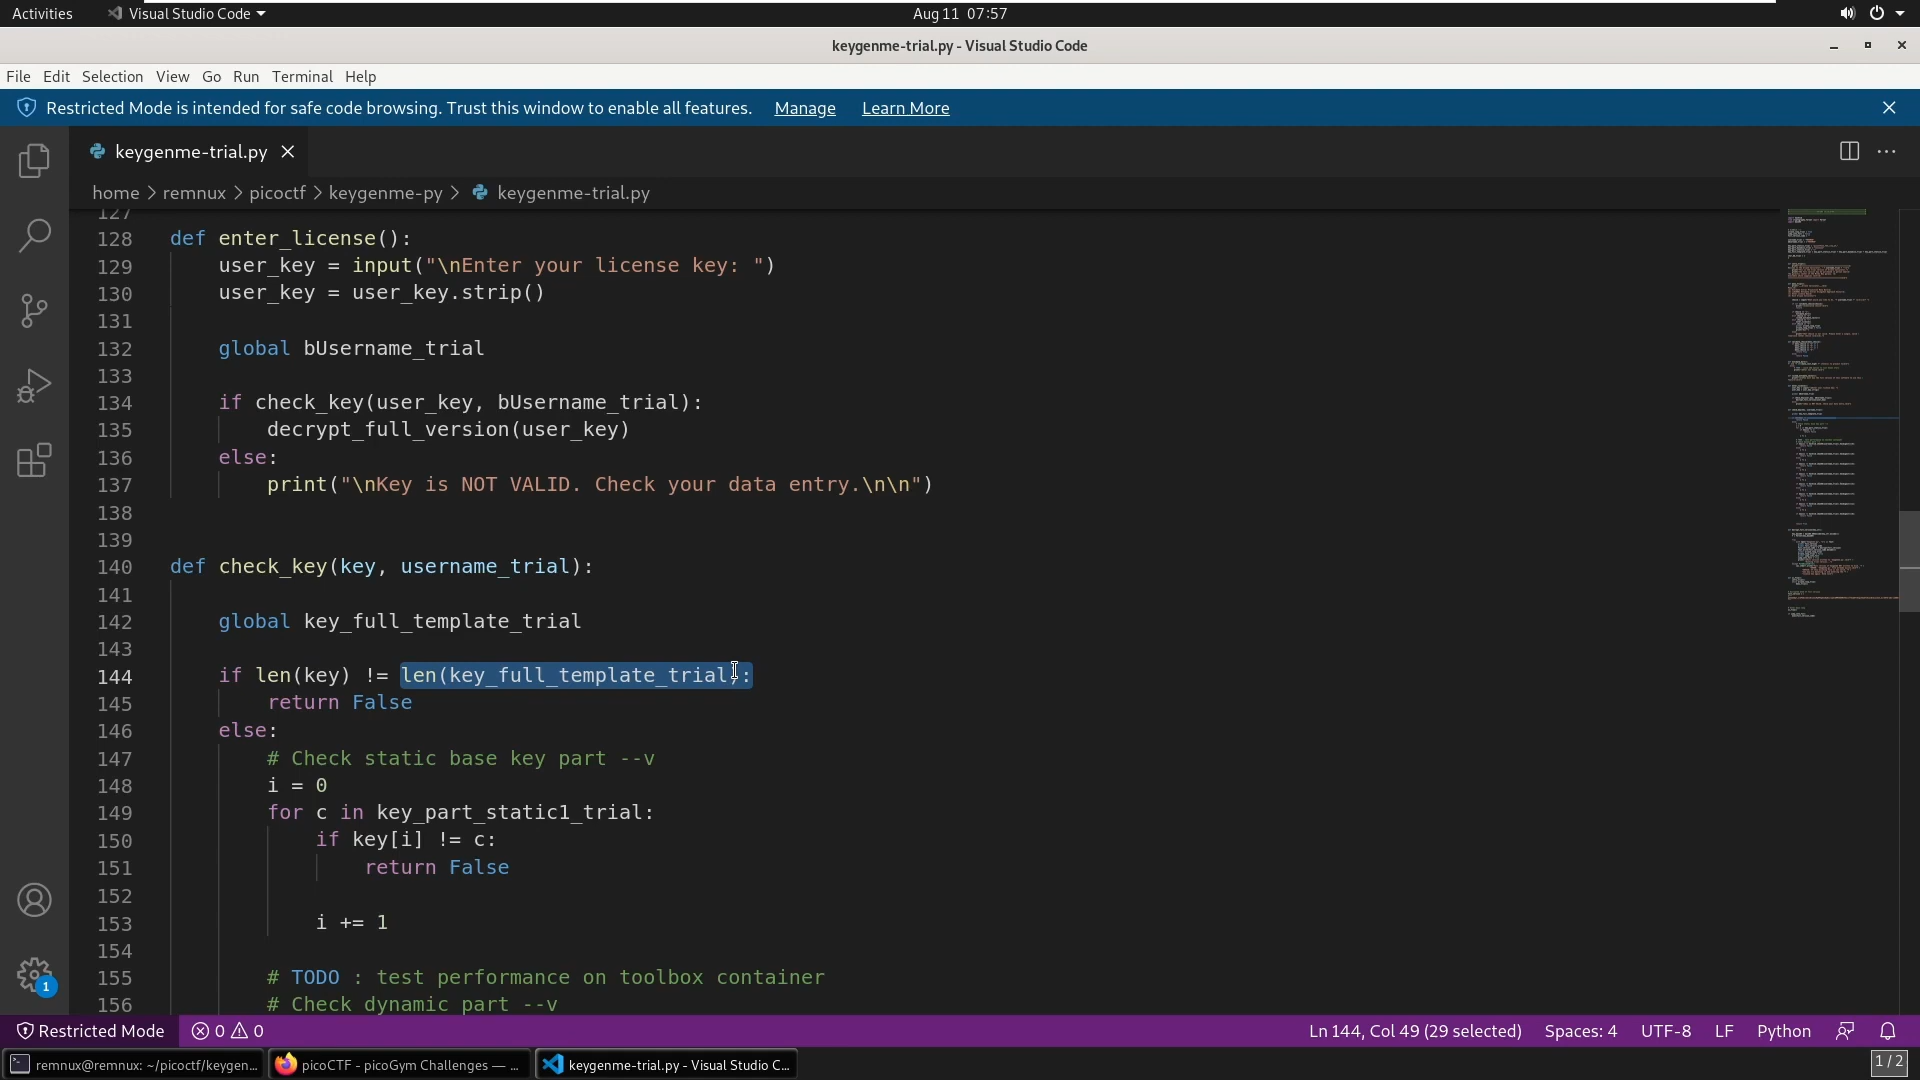 Activities Visual Studio Code Aug 11 07:57
keygenme-trial.py - Visual Studio Code
File Edit Selection View Go Run Terminal Help
Restricted Mode is intended for safe code browsing. Trust this window to enable all features. Manage Learn More
keygenme-trial.py
home > remnux > picoctf > keygenme-py > keygenme-trial.py
127
128 def enter_license():
129 user_key = input("\nEnter your license key: ")
130 user_key = user_key.strip()
131
132 global bUsername_trial
133
134 if check_key(user_key, bUsername_trial):
135 decrypt_full_version(user_key)
136 else:
137 print("\nKey is NOT VALID. Check your data entry.\n\n")
138
139
140 def check_key(key, username_trial):
141
142 global key_full_template_trial
143
144 if len(key) != len(key_full_template_trial):
145 return False
146 else:
147 # Check static base key part --v
148 i = 0
149 for c in key_part_static1_trial:
150 if key[i] != c:
151 return False
152
153 i += 1
154
155 # TODO : test performance on toolbox container
156 # Check dynamic part --v
1
Restricted Mode 0 0 Ln 144, Col 49 (29 selected) Spaces: 4 UTF-8 LF Python
remnux@remnux: ~/picoctf/keygen... picoCTF - picoGym Challenges — ... keygenme-trial.py - Visual Studio C... 1 / 2